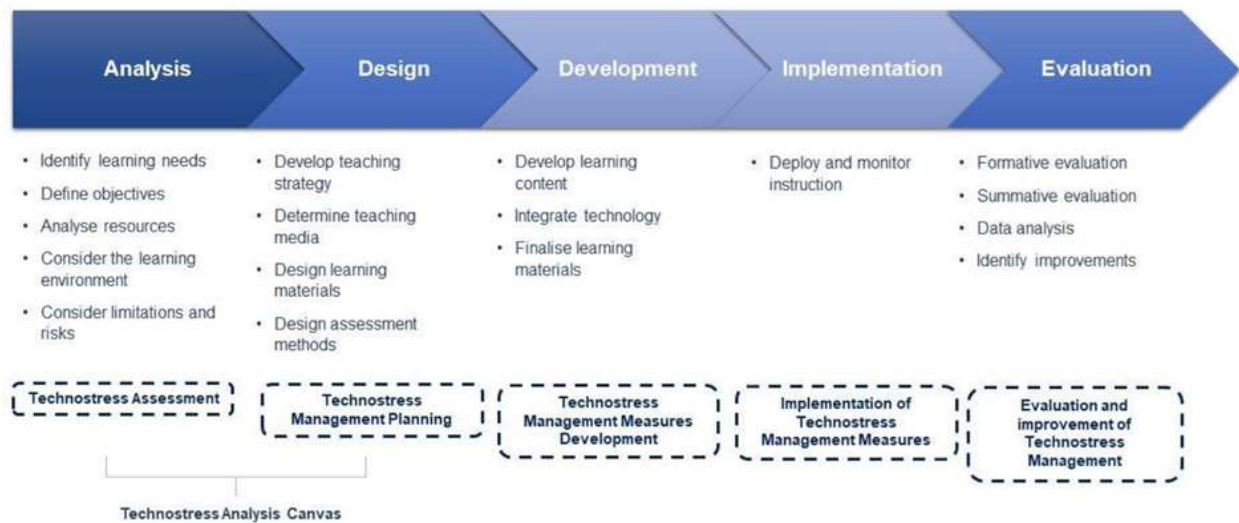 Analysis
Design
Development
Implementation
Evaluation
• Identify learning needs
• Define objectives
• Analyse resources
• Consider the learning
environment
• Consider limitations and
risks
• Develop teaching
strategy
• Determine teaching
media
• Design learning
materials
• Design assessment
methods
• Develop learning
content
• Integrate technology
• Finalise learning
materials
• Deploy and monitor
instruction
• Formative evaluation
• Summative evaluation
• Data analysis
• Identify improvements
Technostress Assessment
Technostress
Management Planning
Technostress
Management Measures
Development
Implementation of
Technostress
Management Measures
Evaluation and
improvement of
Technostress
Management
Technostress Analysis Canvas